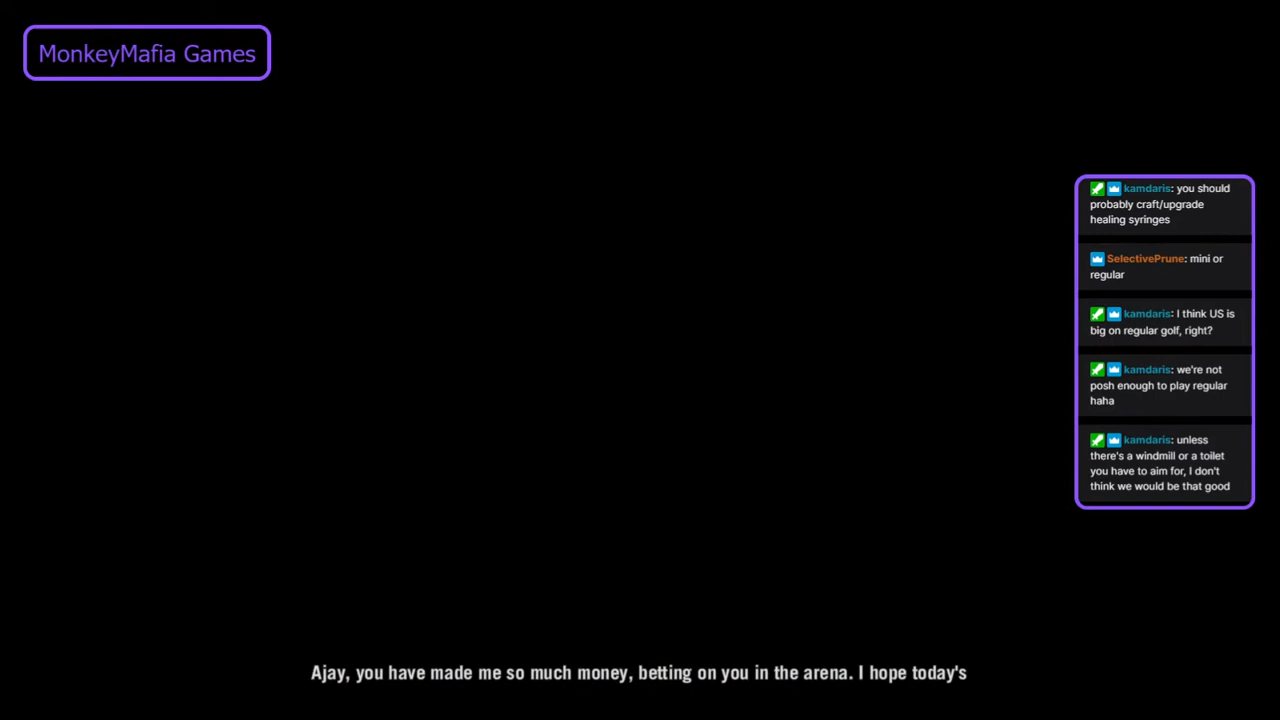 MonkeyMafia Games
kamdaris: you should
probably craft/upgrade
healing syringes
SelectivePrune: mini or
regular
kamdaris: I think US is
big on regular golf, right?
kamdaris: we're not
posh enough to play regular
haha
kamdaris: unless
there's a windmill or a toilet
you have to aim for, I don't
think we would be that good
Ajay, you have made me so much money, betting on you in the arena. I hope today's